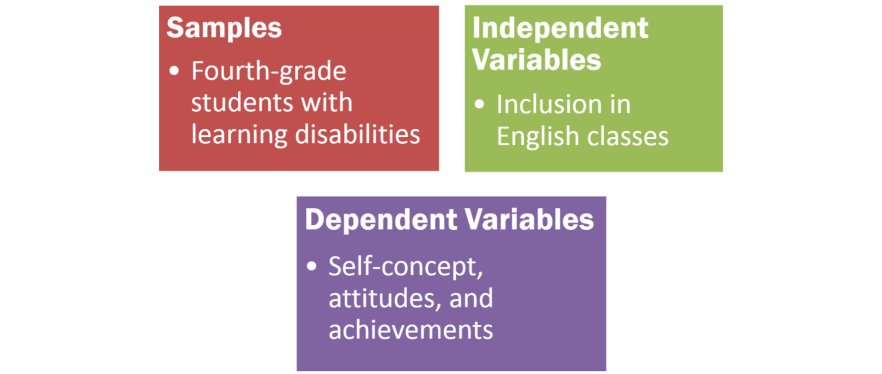 Samples
• Fourth-grade
students with
learning disabilities
Independent
Variables
• Inclusion in
English classes
Dependent Variables
• Self-concept,
attitudes, and
achievements